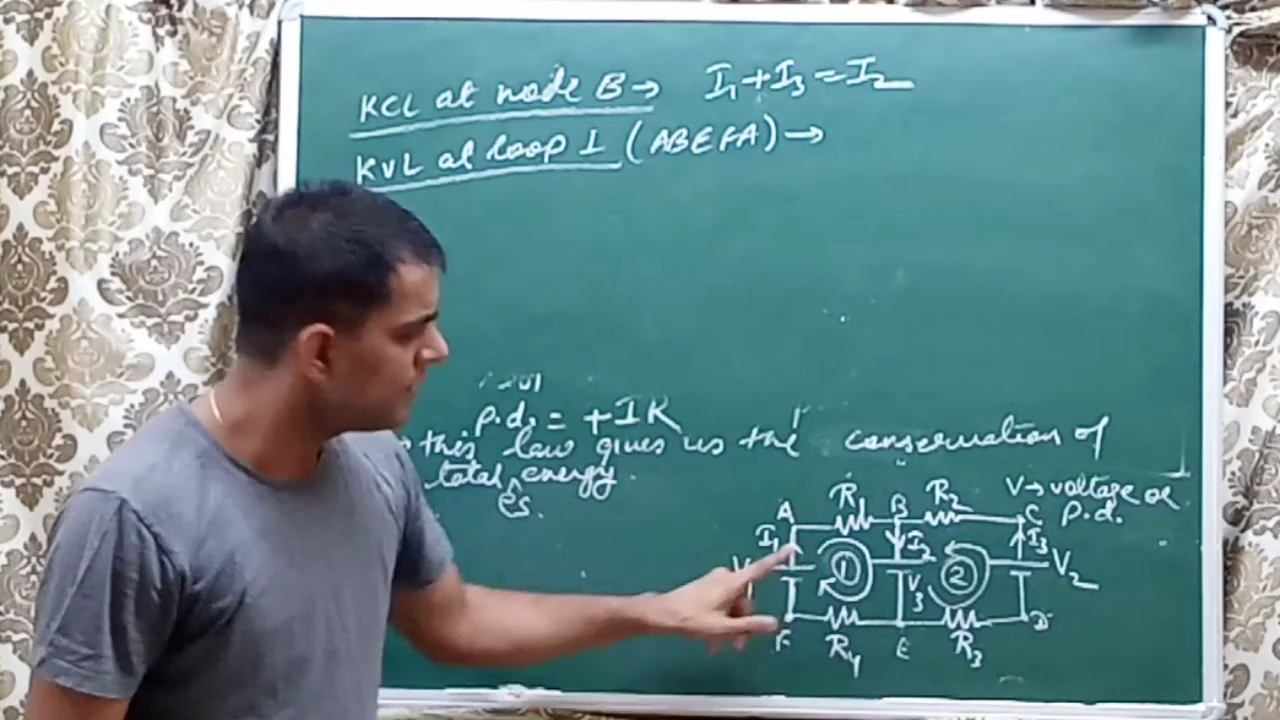 KCL at node B → I₁ + I₃ = I₂
KVL at loop 1 (ABEFA) →
p.d. = + IR
this law gives us the conservation of
total energy.
V → voltage or
p.d.
A R₁ B R₂ C
I₁ I₂ I₃
1 V₃ 2 V₂
F R₄ E R₃ D